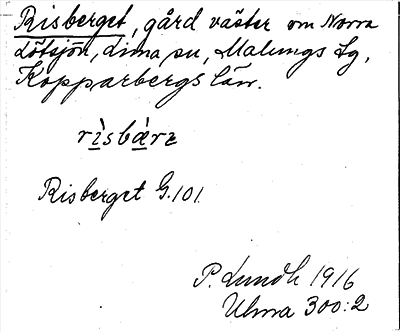 Risberget, gård väster om Norra
Lötsjön, Lima sn, Malungs tg,
Kopparbergs län.
rìsbærɛ
Risberget G.101
P. Lundh 1916
Ulma 300:2